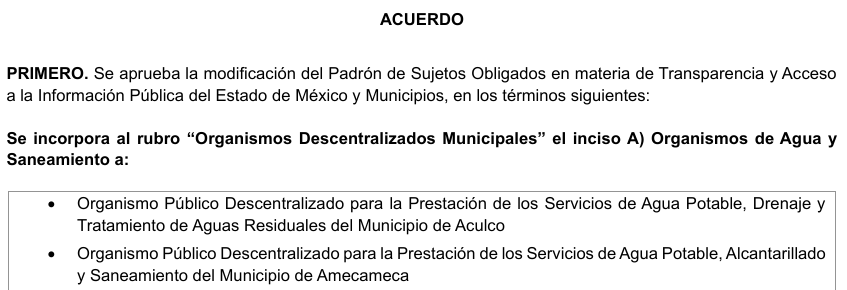 ACUERDO
PRIMERO. Se aprueba la modificación del Padrón de Sujetos Obligados en materia de Transparencia y Acceso
a la Información Pública del Estado de México y Municipios, en los términos siguientes:
Se incorpora al rubro “Organismos Descentralizados Municipales” el inciso A) Organismos de Agua y
Saneamiento a:
• Organismo Público Descentralizado para la Prestación de los Servicios de Agua Potable, Drenaje y
Tratamiento de Aguas Residuales del Municipio de Aculco
• Organismo Público Descentralizado para la Prestación de los Servicios de Agua Potable, Alcantarillado
y Saneamiento del Municipio de Amecameca